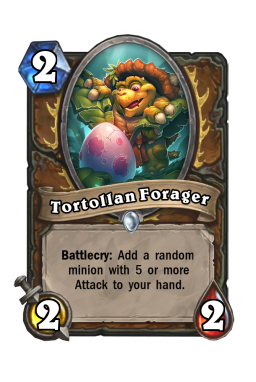 2
Tortollan Forager
Battlecry: Add a random
minion with 5 or more
Attack to your hand.
2 2